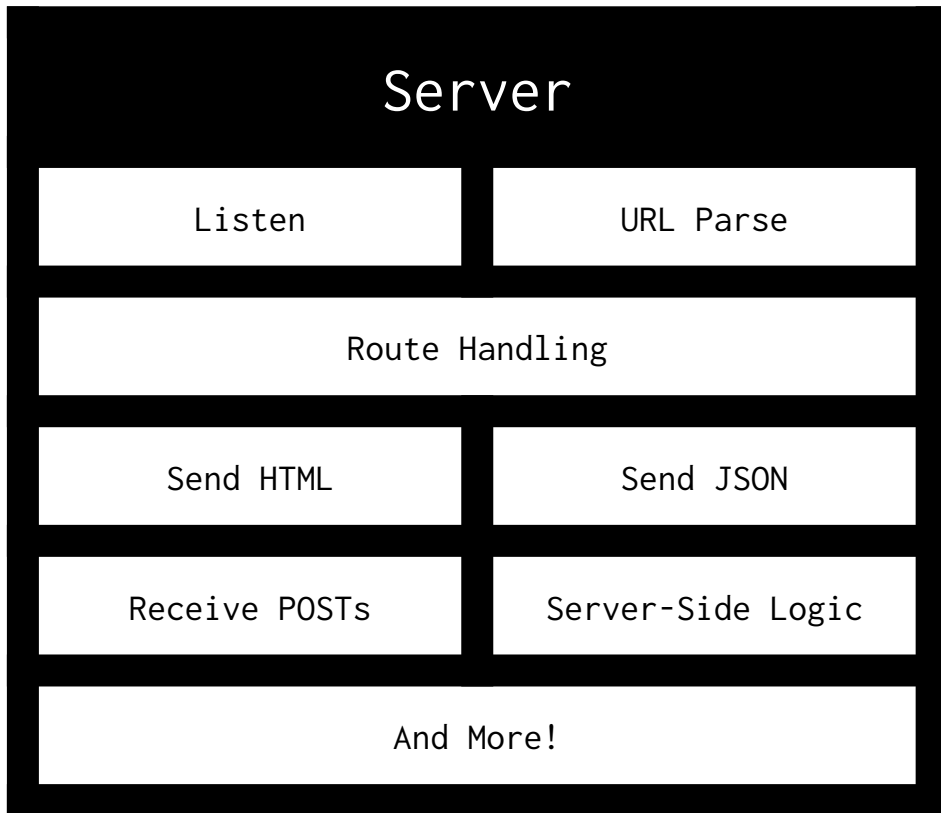 Server
Listen
URL Parse
Route Handling
Send HTML
Send JSON
Receive POSTs
Server-Side Logic
And More!